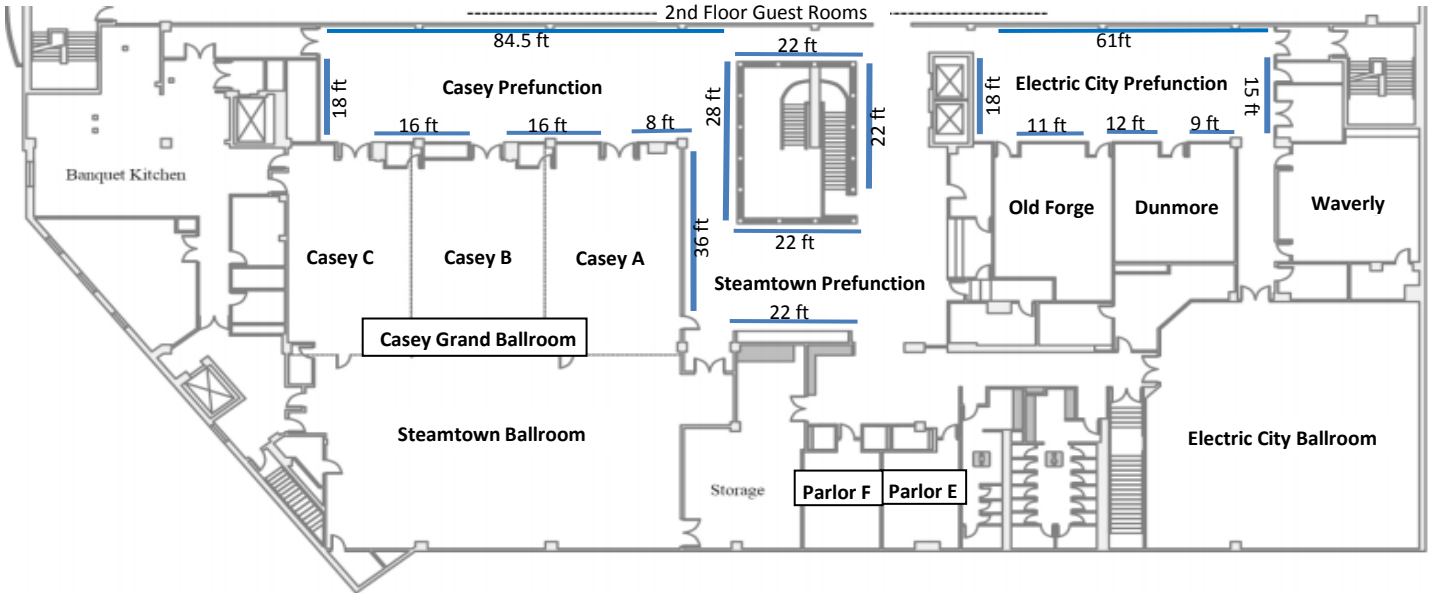 2nd Floor Guest Rooms
84.5 ft
22 ft
61ft
18 ft
Casey Prefunction
28 ft
22 ft
18 ft
Electric City Prefunction
15 ft
16 ft
16 ft
8 ft
11 ft
12 ft
9 ft
Banquet Kitchen
Casey C
Casey B
Casey A
36 ft
22 ft
Old Forge
Dunmore
Waverly
Steamtown Prefunction
22 ft
Casey Grand Ballroom
Steamtown Ballroom
Electric City Ballroom
Storage
Parlor F
Parlor E